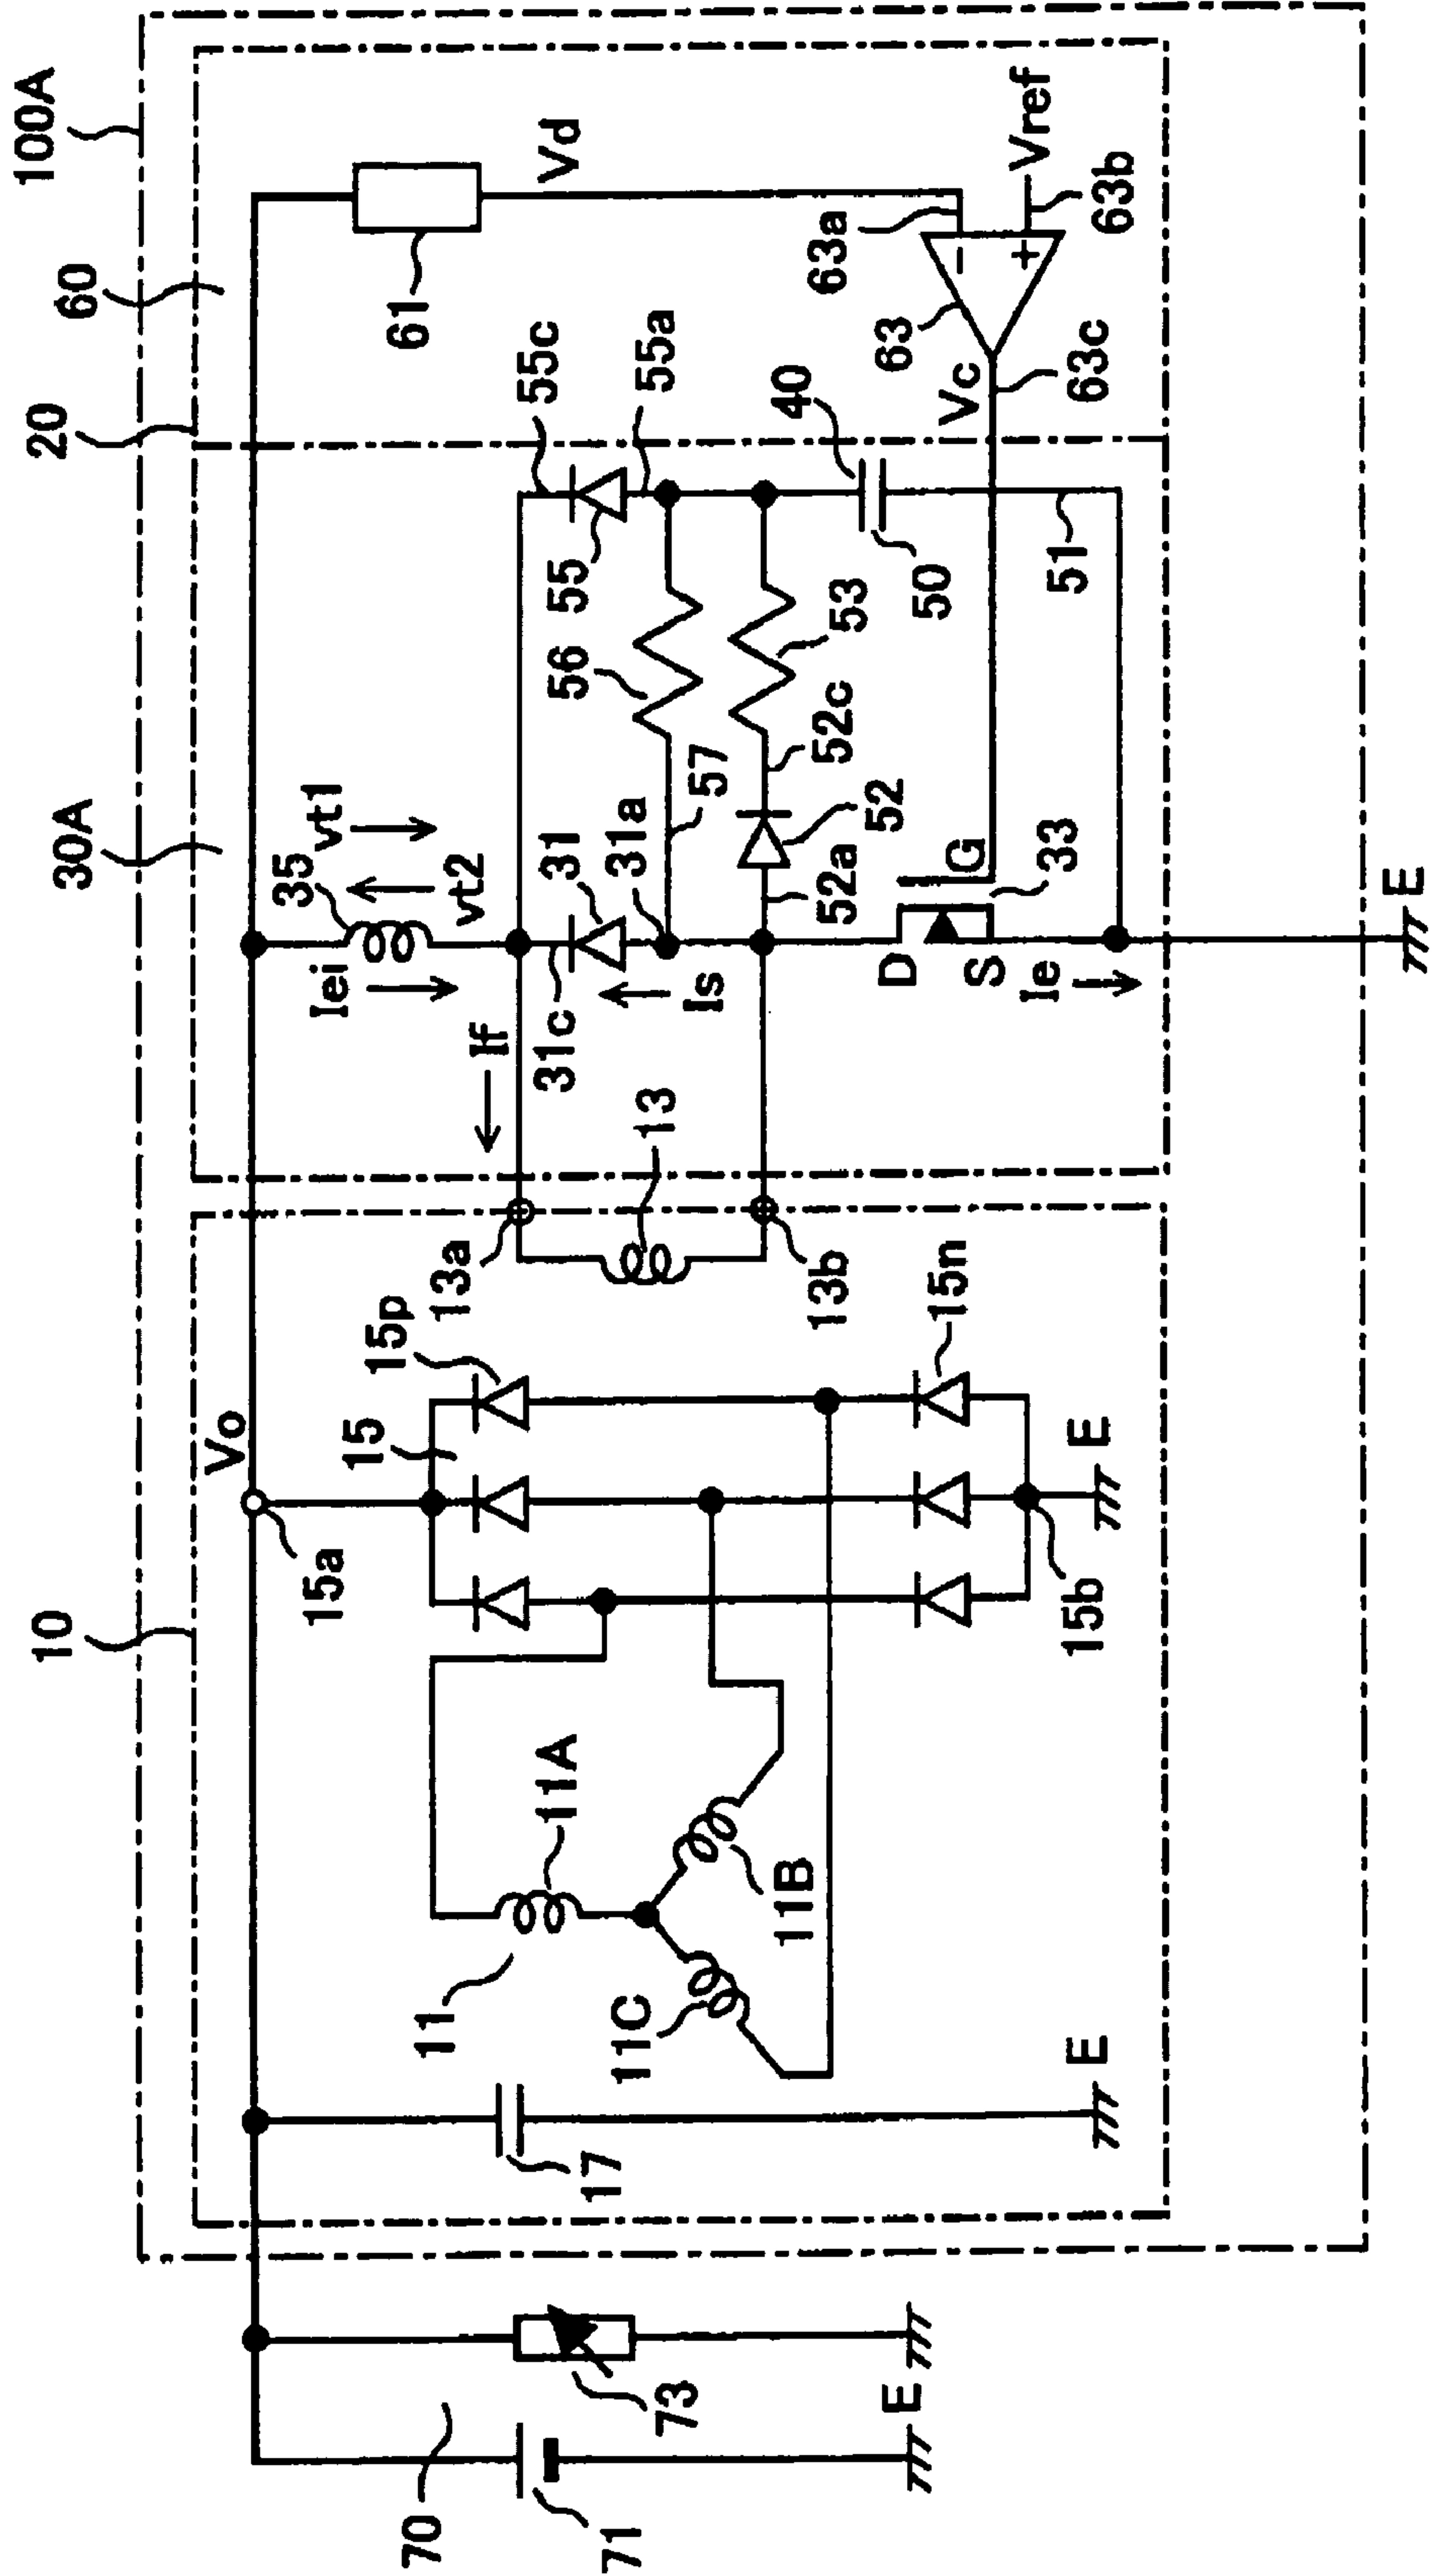 100A
20
60
30A
10
Vd
61
Vref
63a
63b
63
Vc
63c
55c
55a
55
40
50
51
56
53
57
52c
52
52a
vt1
35
vt2
Iei
31
31a
31c
Is
If
G
D
S
Ie
33
E
13
13a
13b
Vo
15a
15
15p
15n
15b
E
11
11A
11B
11C
17
E
70
71
73
E